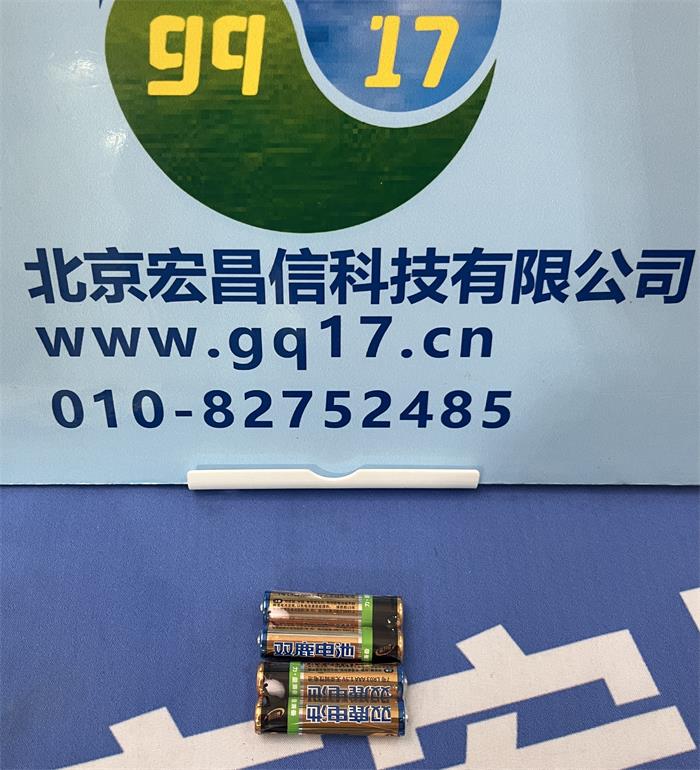 gq 17
北京宏昌信科技有限公司
www.gq17.cn
010-82752485
双鹿电池
双鹿电池
双鹿电池